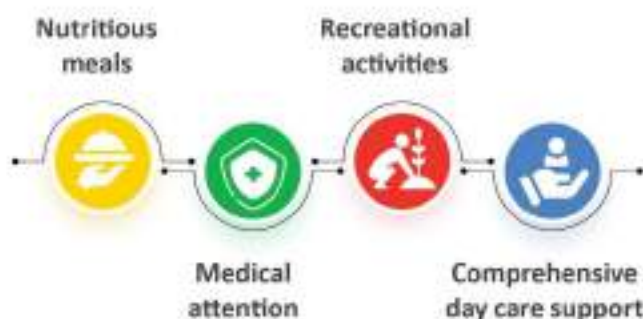 Nutritious
meals
Medical
attention
Recreational
activities
Comprehensive
day care support